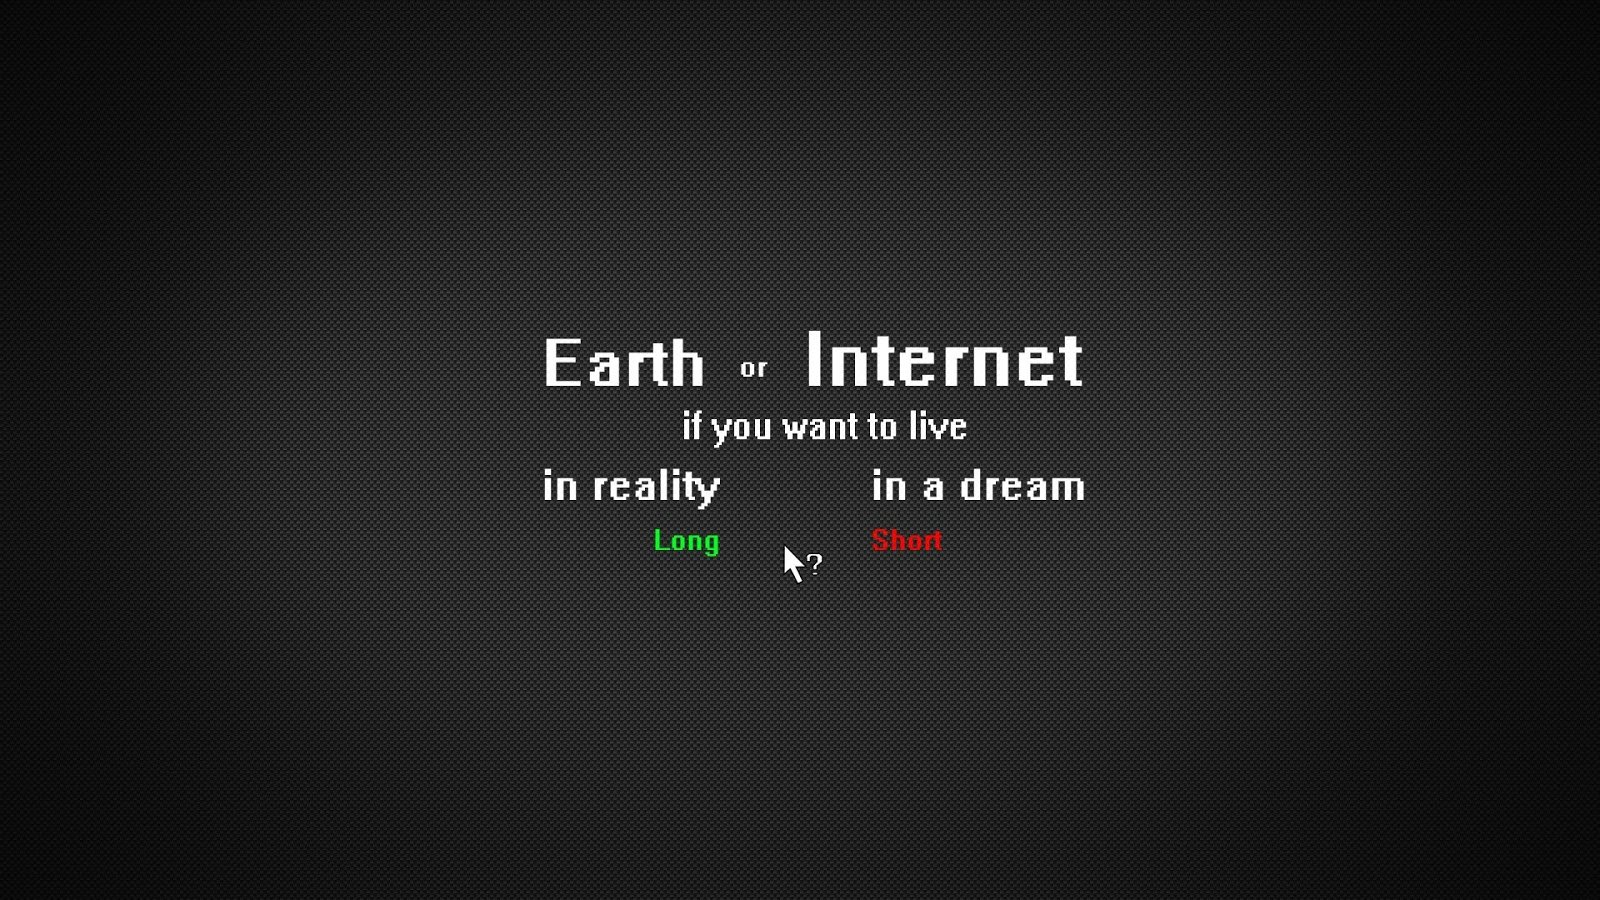 Earth or Internet
if you want to live
in reality in a dream
Long Short
?